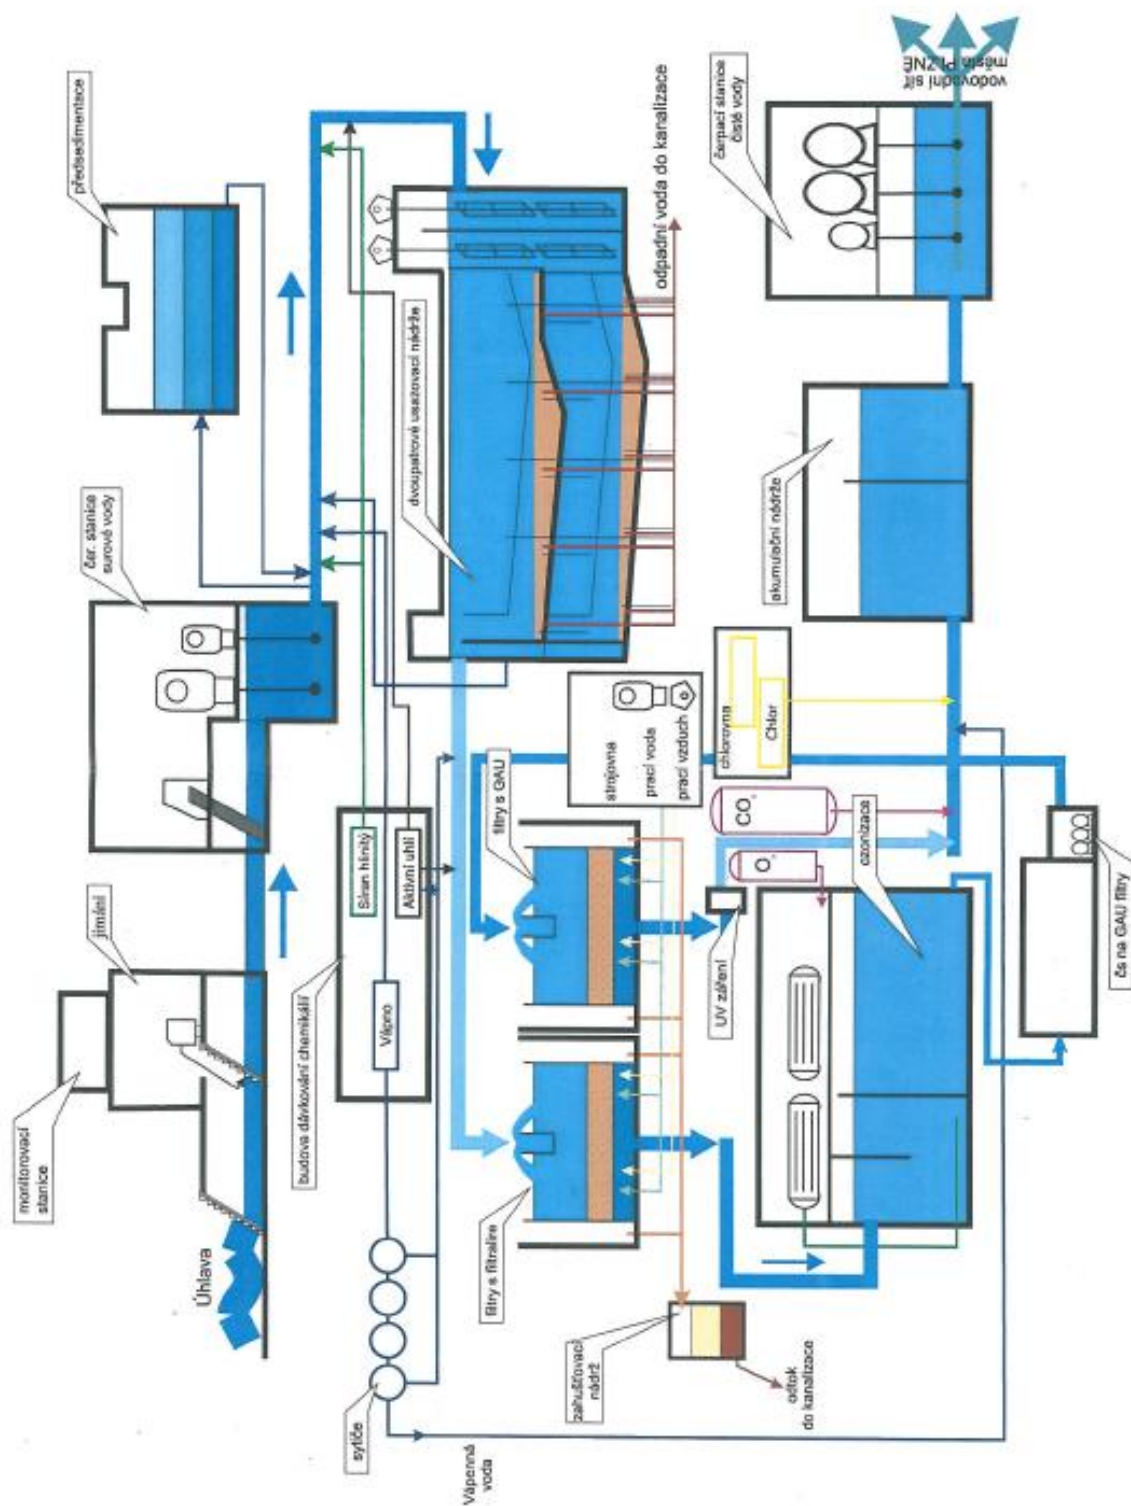 monitorovací
stanice
jímání
čer. stanice
surové vody
předsedimentace
Úhlava
budova dávkování chemikálií
Síran hlinitý
Aktivní uhlí
Vápno
sytiče
Vápenná
voda
dvoupatrové usazovací nádrže
odpadní voda do kanalizace
filtry s filtralite
filtry s GAU
strojovna
prací voda
prací vzduch
zahušťovací
nádrž
odtok
do kanalizace
UV záření
chlorovna
Chlor
CO
O
ozonizace
čs na GAU filtry
akumulační nádrže
čerpací stanice
čisté vody
vodovodní síť
města PLZNĚ